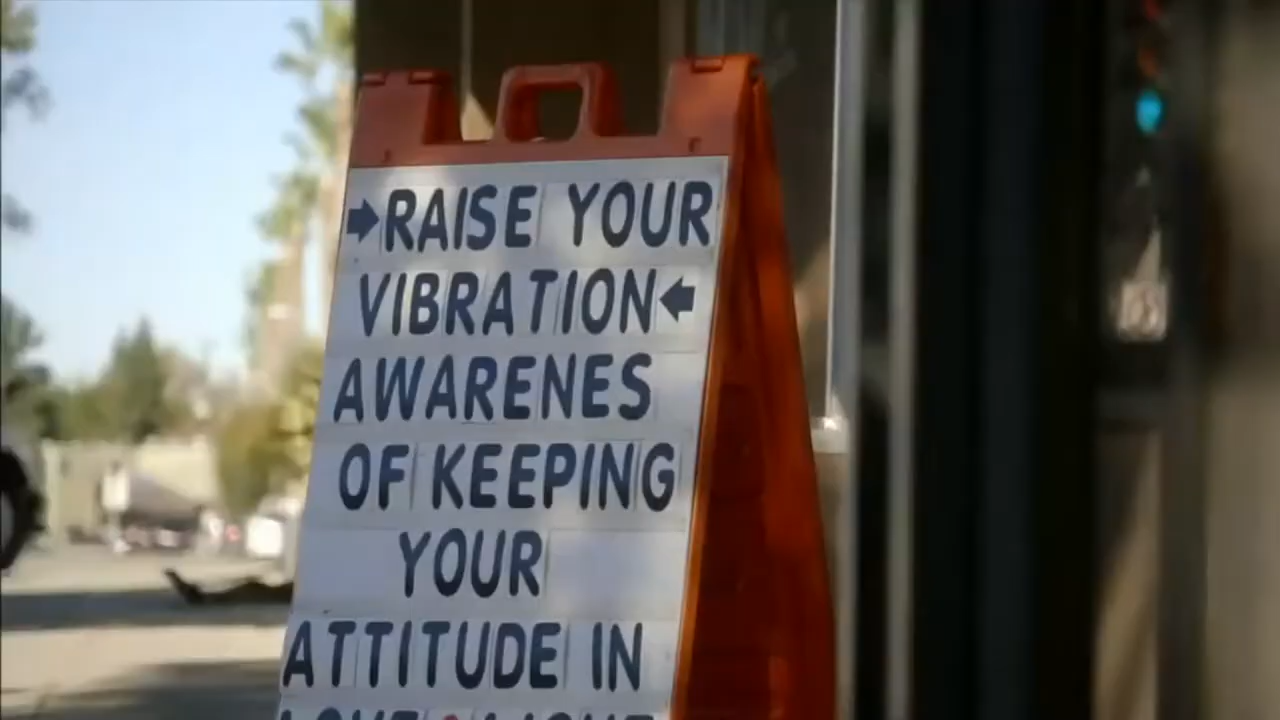 ➡RAISE YOUR
VIBRATION⬅
AWARENES
OF KEEPING
YOUR
ATTITUDE IN